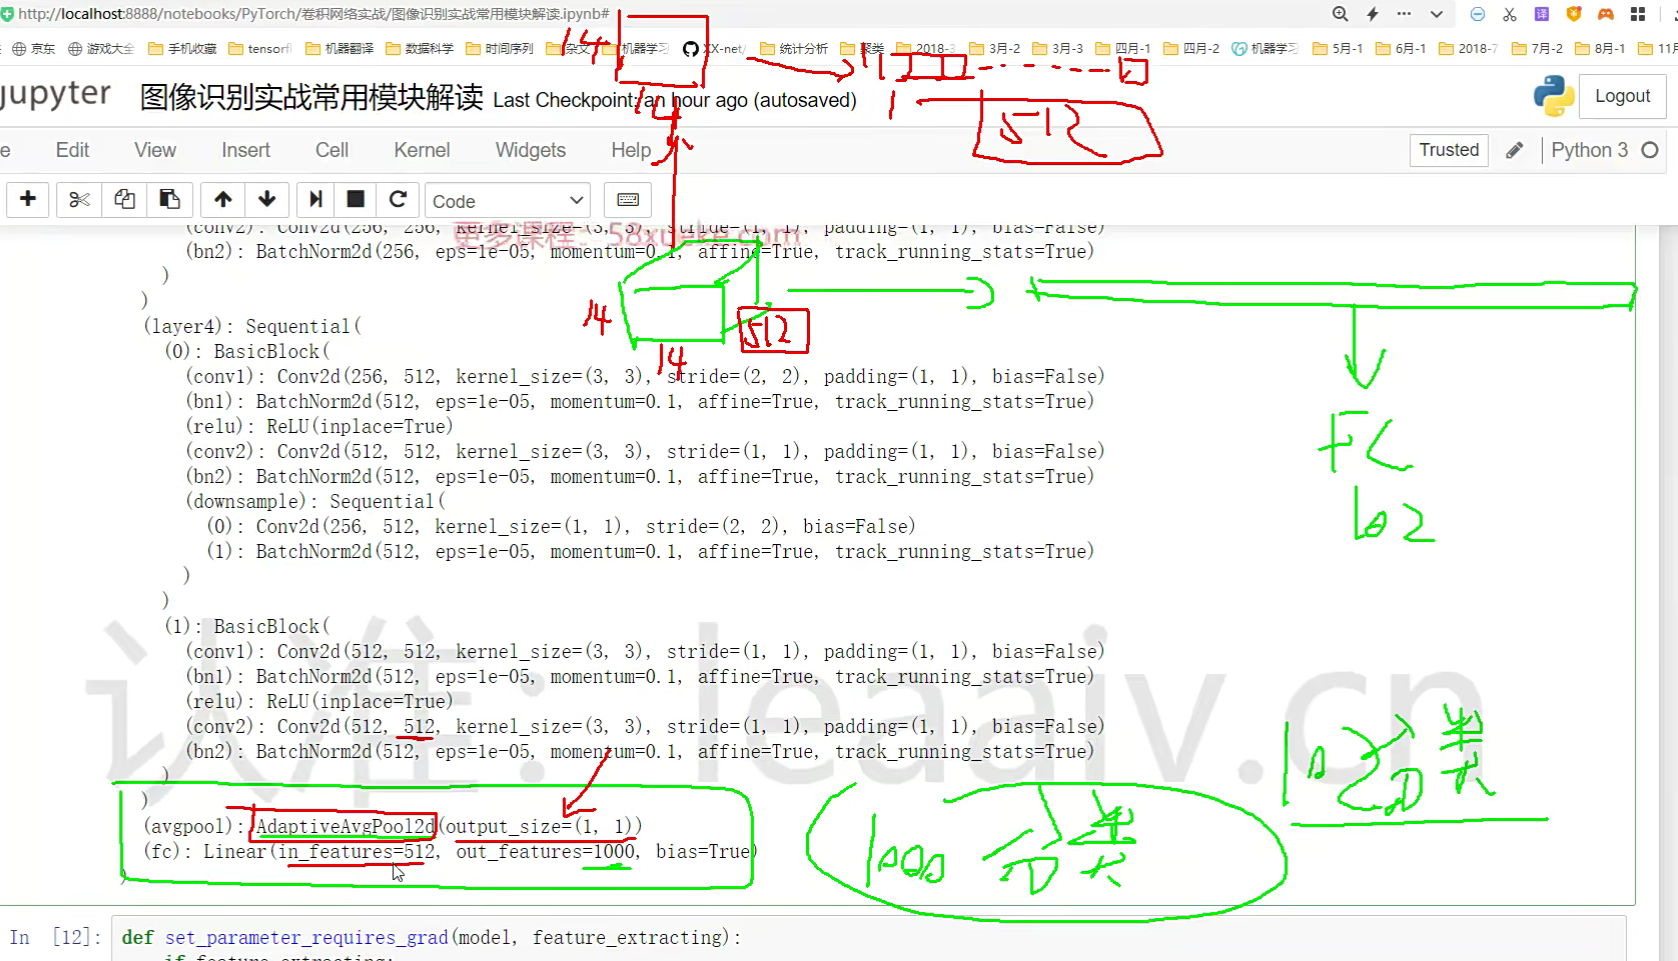 http://localhost:8888/notebooks/PyTorch/卷积网络实战/图像识别实战常用模块解读.ipynb#
京东 游戏大全 手机收藏 tensorf 机器翻译 数据科学 时间序列 杂文 机器学习 XX-net/ 统计分析 聚类 2018-3 3月-2 3月-3 四月-1 四月-2 机器学习 5月-1 6月-1 2018-7 7月-2 8月-1 11月
14
14
1
1
512
jupyter 图像识别实战常用模块解读 Last Checkpoint: an hour ago (autosaved)
Logout
e Edit View Insert Cell Kernel Widgets Help
Trusted Python 3
Code
更多课程：58xueke.com
(conv2): Conv2d(256, 256, kernel_size=(3, 3), stride=(1, 1), padding=(1, 1), bias=False)
(bn2): BatchNorm2d(256, eps=1e-05, momentum=0.1, affine=True, track_running_stats=True)
)
)
14
14
512
(layer4): Sequential(
(0): BasicBlock(
(conv1): Conv2d(256, 512, kernel_size=(3, 3), stride=(2, 2), padding=(1, 1), bias=False)
(bn1): BatchNorm2d(512, eps=1e-05, momentum=0.1, affine=True, track_running_stats=True)
(relu): ReLU(inplace=True)
(conv2): Conv2d(512, 512, kernel_size=(3, 3), stride=(1, 1), padding=(1, 1), bias=False)
(bn2): BatchNorm2d(512, eps=1e-05, momentum=0.1, affine=True, track_running_stats=True)
(downsample): Sequential(
(0): Conv2d(256, 512, kernel_size=(1, 1), stride=(2, 2), bias=False)
(1): BatchNorm2d(512, eps=1e-05, momentum=0.1, affine=True, track_running_stats=True)
)
)
FC
102
(1): BasicBlock(
(conv1): Conv2d(512, 512, kernel_size=(3, 3), stride=(1, 1), padding=(1, 1), bias=False)
(bn1): BatchNorm2d(512, eps=1e-05, momentum=0.1, affine=True, track_running_stats=True)
(relu): ReLU(inplace=True)
(conv2): Conv2d(512, 512, kernel_size=(3, 3), stride=(1, 1), padding=(1, 1), bias=False)
(bn2): BatchNorm2d(512, eps=1e-05, momentum=0.1, affine=True, track_running_stats=True)
)
)
认准：leaaiv.cn
102分类
(avgpool): AdaptiveAvgPool2d(output_size=(1, 1))
(fc): Linear(in_features=512, out_features=1000, bias=True)
)
1000分类
In [12]: def set_parameter_requires_grad(model, feature_extracting):
if feature_extracting: